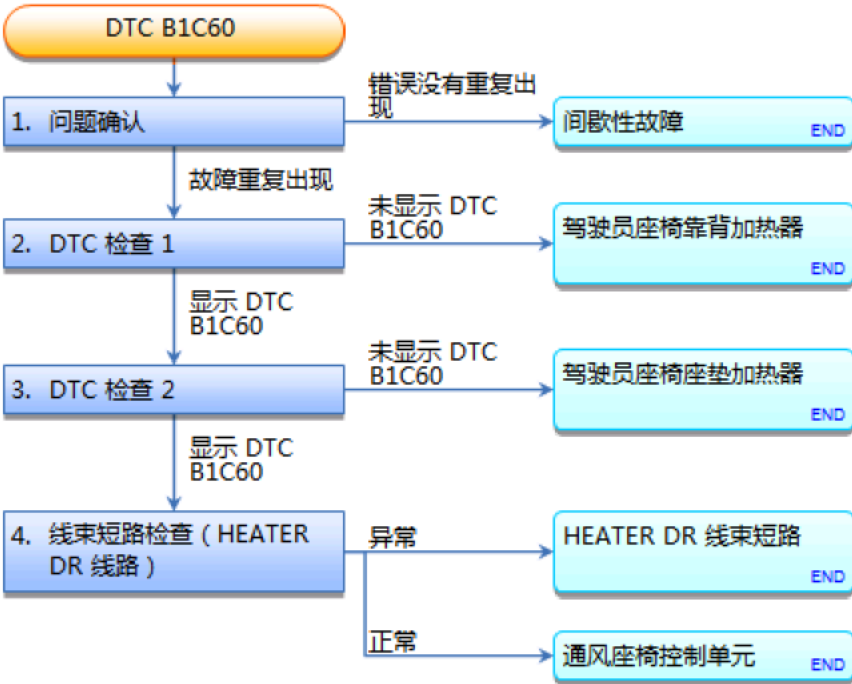 DTC B1C60
错误没有重复出
现
1. 问题确认
间歇性故障
END
故障重复出现
未显示 DTC
B1C60
2. DTC 检查 1
驾驶员座椅靠背加热器
END
显示 DTC
B1C60
未显示 DTC
B1C60
3. DTC 检查 2
驾驶员座椅座垫加热器
END
显示 DTC
B1C60
4. 线束短路检查（HEATER
DR 线路）
异常
HEATER DR 线束短路
END
正常
通风座椅控制单元
END